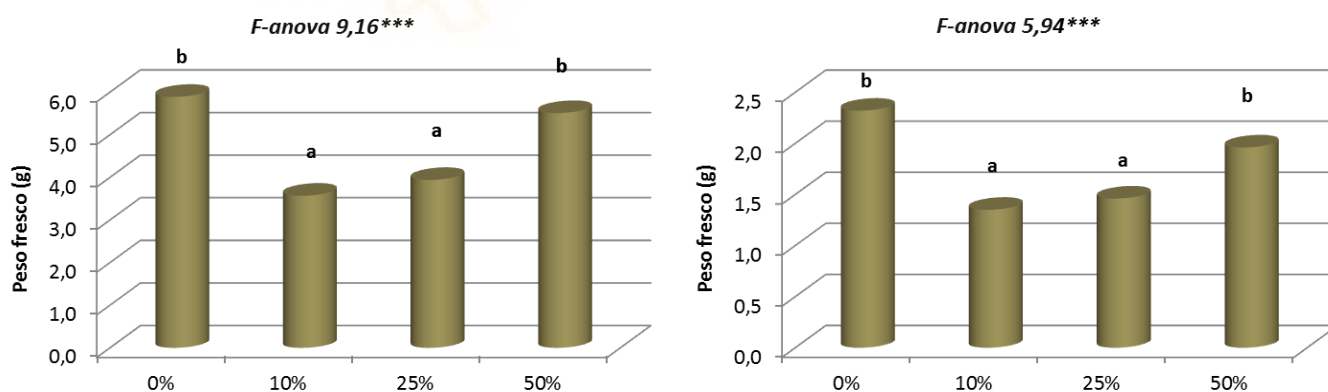 F-anova 9,16***
Peso fresco (g)
6,0
5,0
4,0
3,0
2,0
1,0
0,0
b
a
a
b
0%
10%
25%
50%
F-anova 5,94***
Peso fresco (g)
2,5
2,0
1,5
1,0
0,5
0,0
b
a
a
b
0%
10%
25%
50%